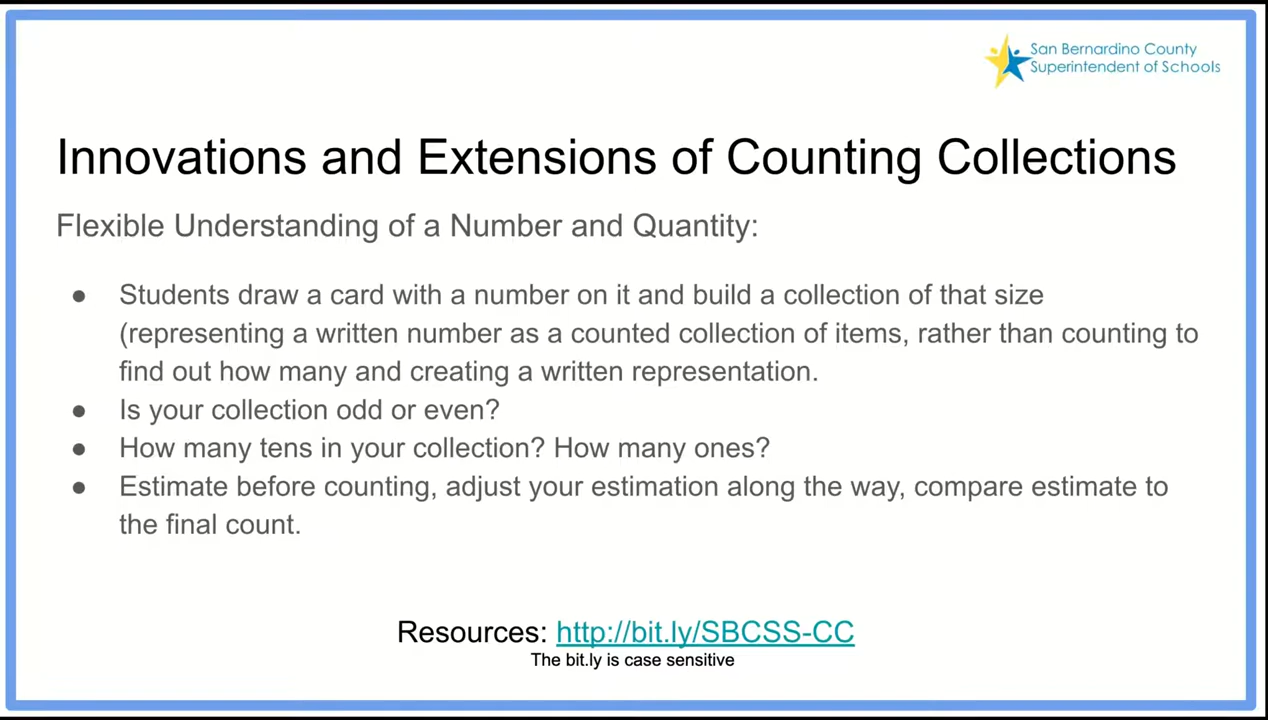 San Bernardino County
Superintendent of Schools
Innovations and Extensions of Counting Collections
Flexible Understanding of a Number and Quantity:
● Students draw a card with a number on it and build a collection of that size
(representing a written number as a counted collection of items, rather than counting to
find out how many and creating a written representation.
● Is your collection odd or even?
● How many tens in your collection? How many ones?
● Estimate before counting, adjust your estimation along the way, compare estimate to
the final count.
Resources: http://bit.ly/SBCSS-CC
The bit.ly is case sensitive